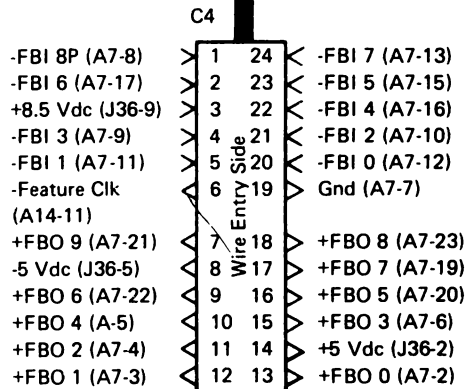 C4
-FBI 8P (A7-8) 1 24 -FBI 7 (A7-13)
-FBI 6 (A7-17) 2 23 -FBI 5 (A7-15)
+8.5 Vdc (J36-9) 3 22 -FBI 4 (A7-16)
-FBI 3 (A7-9) 4 21 -FBI 2 (A7-10)
-FBI 1 (A7-11) 5 20 -FBI 0 (A7-12)
-Feature Clk 6 19 Gnd (A7-7)
(A14-11)
Wire Entry Side
+FBO 9 (A7-21) 7 18 +FBO 8 (A7-23)
-5 Vdc (J36-5) 8 17 +FBO 7 (A7-19)
+FBO 6 (A7-22) 9 16 +FBO 5 (A7-20)
+FBO 4 (A-5) 10 15 +FBO 3 (A7-6)
+FBO 2 (A7-4) 11 14 +5 Vdc (J36-2)
+FBO 1 (A7-3) 12 13 +FBO 0 (A7-2)